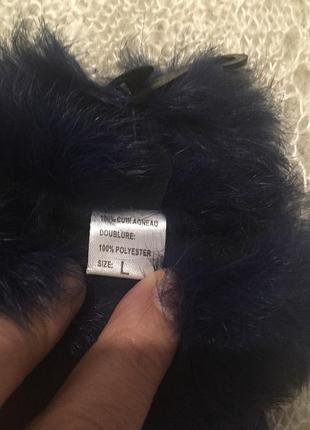 100% CUIR AGNEAU
DOUBLURE:
100% POLYESTER
SIZE: L